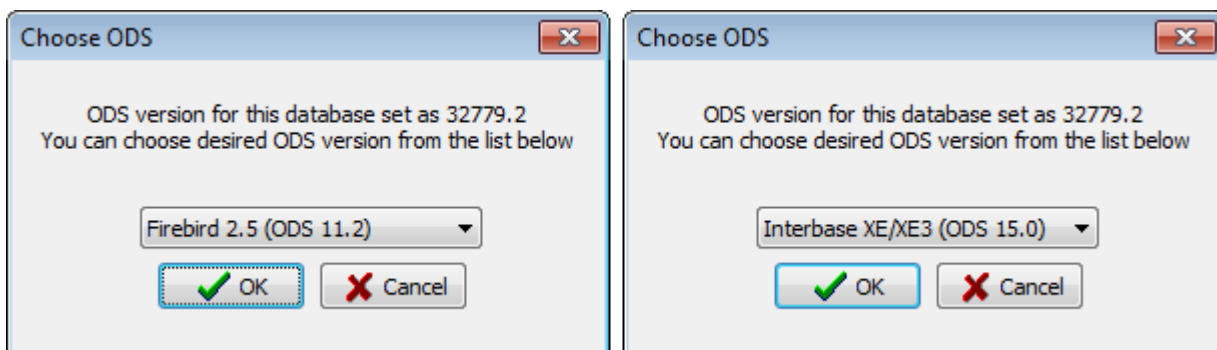 Choose ODS
ODS version for this database set as 32779.2
You can choose desired ODS version from the list below
Firebird 2.5 (ODS 11.2)
OK
Cancel
Choose ODS
ODS version for this database set as 32779.2
You can choose desired ODS version from the list below
Interbase XE/XE3 (ODS 15.0)
OK
Cancel